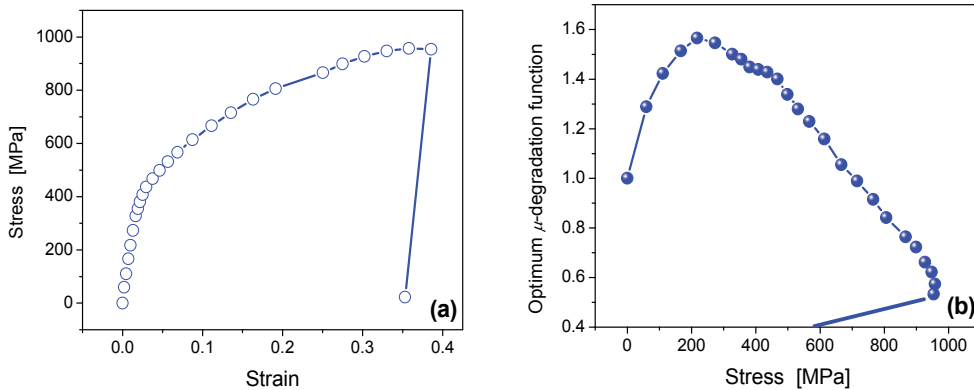 Stress [MPa]
1000
800
600
400
200
0
0.0 0.1 0.2 0.3 0.4
Strain
(a)
Optimum μ-degradation function
1.6
1.4
1.2
1.0
0.8
0.6
0.4
0 200 400 600 800 1000
Stress [MPa]
(b)